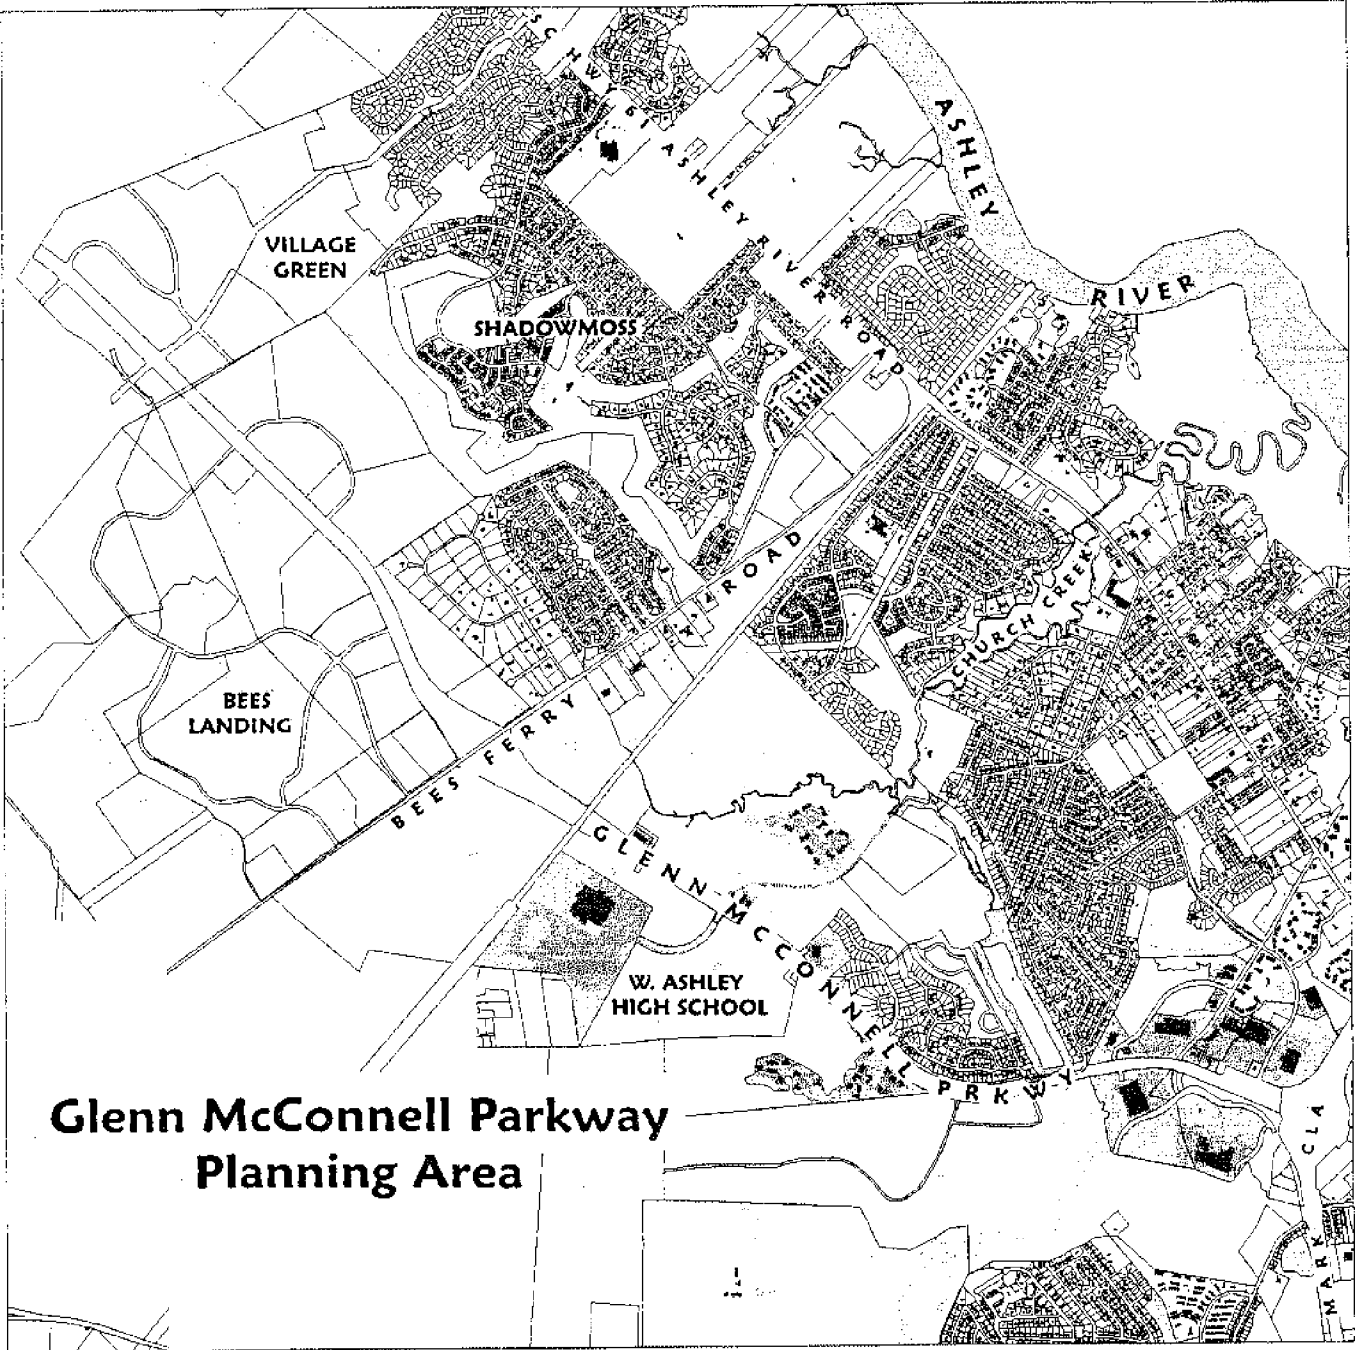 SC HWY 61 ASHLEY RIVER ROAD
ASHLEY
RIVER
VILLAGE
GREEN
SHADOWMOSS
ROAD
CHURCH CREEK
BEES
LANDING
BEES FERRY
GLENN MCCONNELL PRKWY
W. ASHLEY
HIGH SCHOOL
Glenn McConnell Parkway
Planning Area
MARK CLA